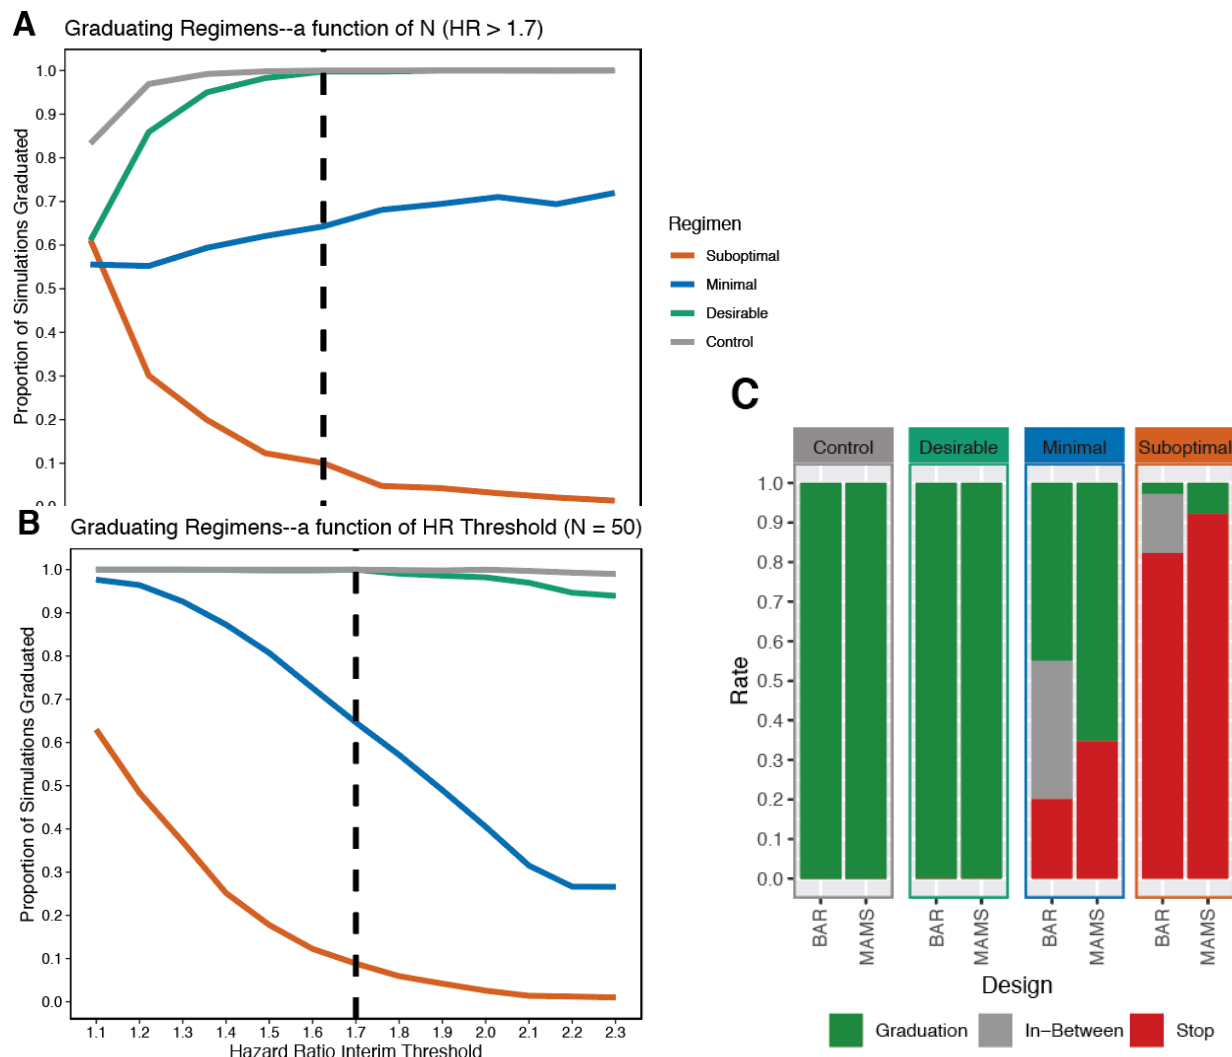 A
Graduating Regimens--a function of N (HR > 1.7)
Proportion of Simulations Graduated
1.0
0.9
0.8
0.7
0.6
0.5
0.4
0.3
0.2
0.1
0.0
Regimen
Suboptimal
Minimal
Desirable
Control
B
Graduating Regimens--a function of HR Threshold (N = 50)
Proportion of Simulations Graduated
1.0
0.9
0.8
0.7
0.6
0.5
0.4
0.3
0.2
0.1
0.0
1.1 1.2 1.3 1.4 1.5 1.6 1.7 1.8 1.9 2.0 2.1 2.2 2.3
Hazard Ratio Interim Threshold
C
Control Desirable Minimal Suboptimal
Rate
1.0
0.9
0.8
0.7
0.6
0.5
0.4
0.3
0.2
0.1
0.0
BAR MAMS BAR MAMS BAR MAMS BAR MAMS
Design
Graduation In−Between Stop